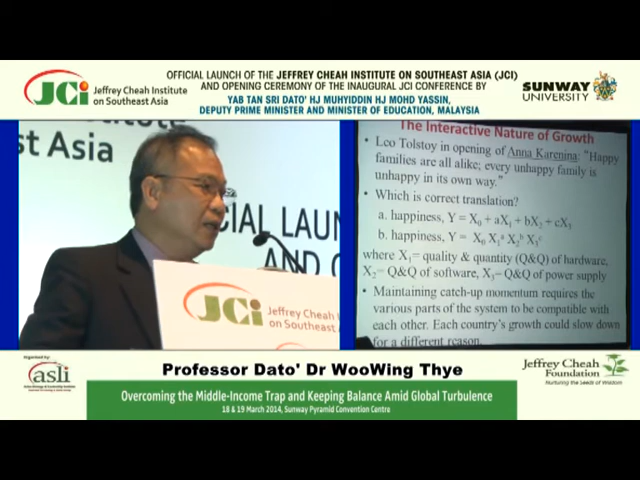 JCi Jeffrey Cheah Institute
on Southeast Asia
OFFICIAL LAUNCH OF THE JEFFREY CHEAH INSTITUTE ON SOUTHEAST ASIA (JCI)
AND OPENING CEREMONY OF THE INAUGURAL JCI CONFERENCE BY
YAB TAN SRI DATO' HJ MUHYIDDIN HJ MOHD YASSIN,
DEPUTY PRIME MINISTER AND MINISTER OF EDUCATION, MALAYSIA
SUNWAY
UNIVERSITY
st Asia
CIAL LAUN
AND
JCi Jeffrey Cheah
on Southeast
The Interactive Nature of Growth
• Leo Tolstoy in opening of Anna Karenina: "Happy
families are all alike; every unhappy family is
unhappy in its own way."
• Which is correct translation?
a. happiness, Y = X₀ + aX₁ + bX₂ + cX₃
b. happiness, Y = X₀ X₁ᵃ X₂ᵇ X₃ᶜ
where X₁= quality & quantity (Q&Q) of hardware,
X₂= Q&Q of software, X₃= Q&Q of power supply
• Maintaining catch-up momentum requires the
various parts of the system to be compatible with
each other. Each country's growth could slow down
for a different reason.
Organised by:
asli
Professor Dato' Dr WooWing Thye
Overcoming the Middle-Income Trap and Keeping Balance Amid Global Turbulence
18 & 19 March 2014, Sunway Pyramid Convention Centre
Jeffrey Cheah
Foundation
Nurturing the Seeds of Wisdom